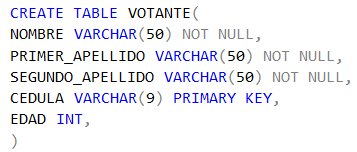 CREATE TABLE VOTANTE(
NOMBRE VARCHAR(50) NOT NULL,
PRIMER_APELLIDO VARCHAR(50) NOT NULL,
SEGUNDO_APELLIDO VARCHAR(50) NOT NULL,
CEDULA VARCHAR(9) PRIMARY KEY,
EDAD INT,
)